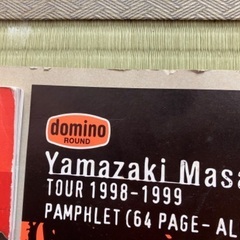 domino
ROUND
Yamazaki Masa
TOUR 1998-1999
PAMPHLET (64 PAGE- AL